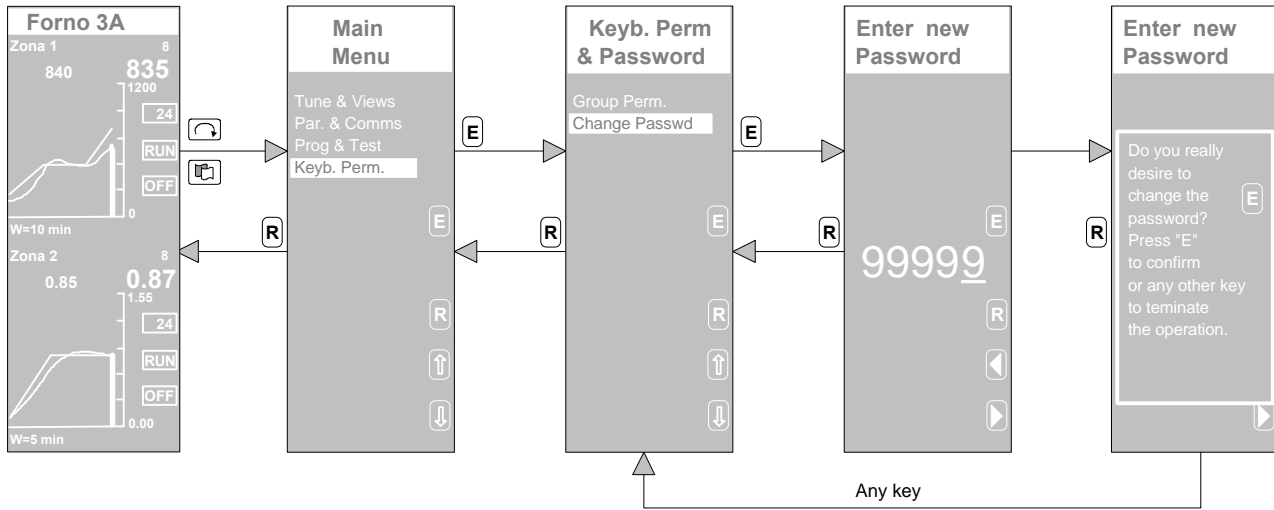 Forno 3A
Zona 1 8
840 835
1200
24
RUN
OFF
0
W=10 min
Zona 2 8
0.85 0.87
1.55
24
RUN
OFF
0.00
W=5 min
R
Main
Menu
Tune & Views
Par. & Comms
Prog & Test
Keyb. Perm.
E
R
E
R
Keyb. Perm
& Password
Group Perm.
Change Passwd
E
R
E
R
Enter new
Password
E
99999
R
R
Enter new
Password
Do you really
desire to
change the
password?
Press "E"
to confirm
or any other key
to teminate
the operation.
E
Any key